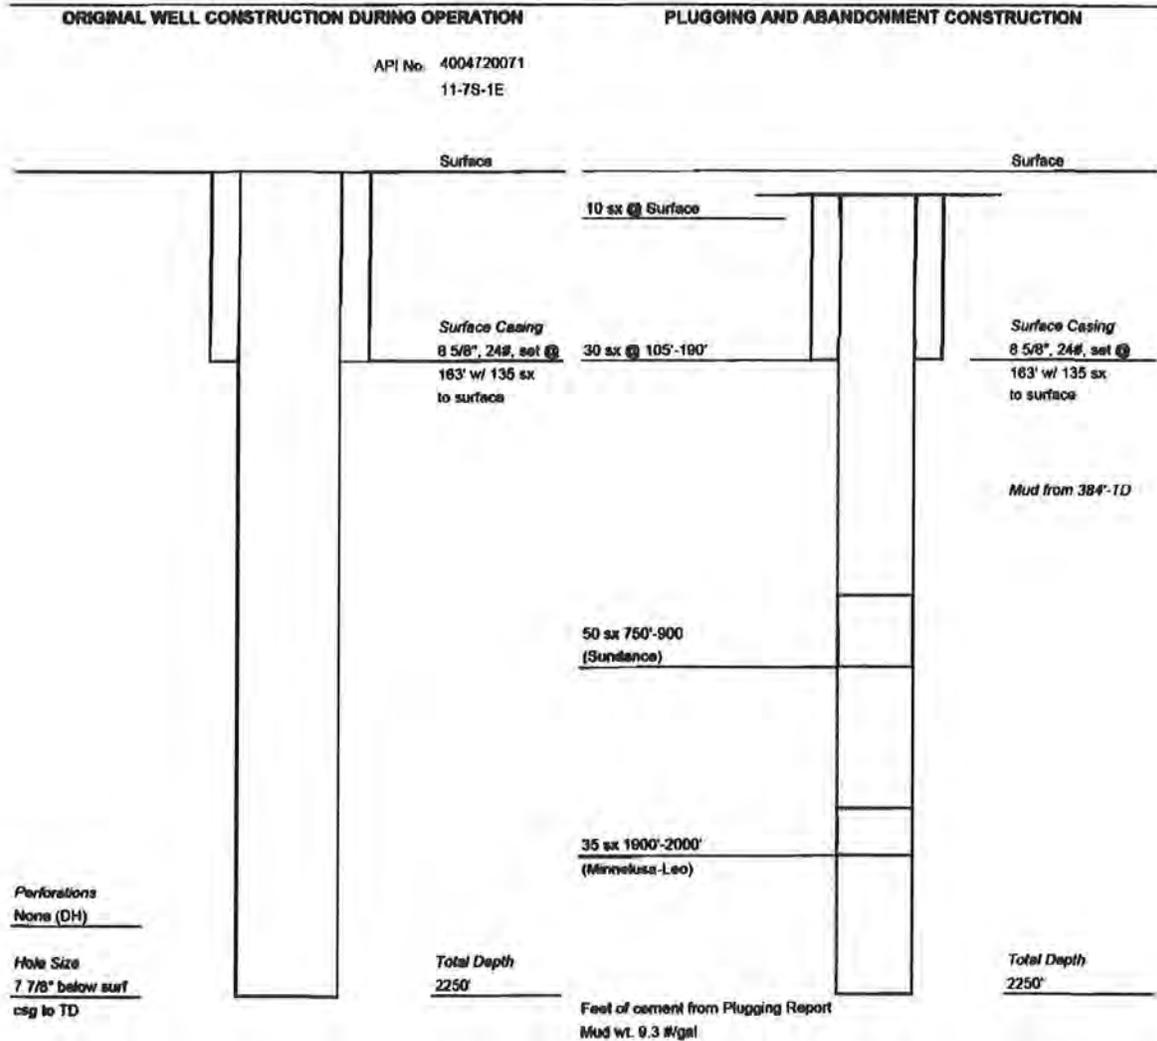 ORIGINAL WELL CONSTRUCTION DURING OPERATION
PLUGGING AND ABANDONMENT CONSTRUCTION
API No. 4004720071
11-7S-1E
Surface
Surface
10 sx @ Surface
Surface Casing
8 5/8", 24#, set @
163' w/ 135 sx
to surface
30 sx @ 105'-190'
Surface Casing
8 5/8", 24#, set @
163' w/ 135 sx
to surface
Mud from 384'-TD
50 sx 750'-900
(Sundance)
35 sx 1900'-2000'
(Minnelusa-Leo)
Perforations
None (DH)
Hole Size
7 7/8" below surf
csg to TD
Total Depth
2250'
Total Depth
2250'
Feet of cement from Plugging Report
Mud wt. 9.3 #/gal